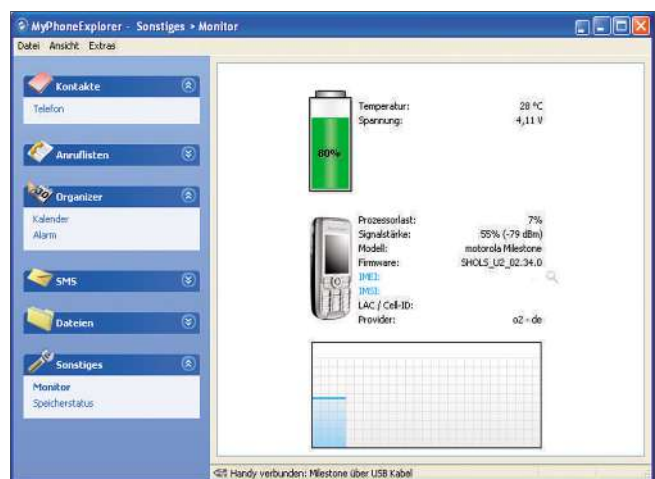 MyPhoneExplorer - Sonstiges > Monitor
Datei Ansicht Extras
Kontakte
Telefon
Anruflisten
Organizer
Kalender
Alarm
SMS
Dateien
Sonstiges
Monitor
Speicherstatus
80%
Temperatur: 28 °C
Spannung: 4,11 V
Prozessorlast: 7%
Signalstärke: 55% (-79 dBm)
Modell: motorola Milestone
Firmware: SHOLS_U2_02.34.0
IMEI:
IMSI:
LAC / Cell-ID:
Provider: o2 - de
Handy verbunden: Milestone über USB Kabel